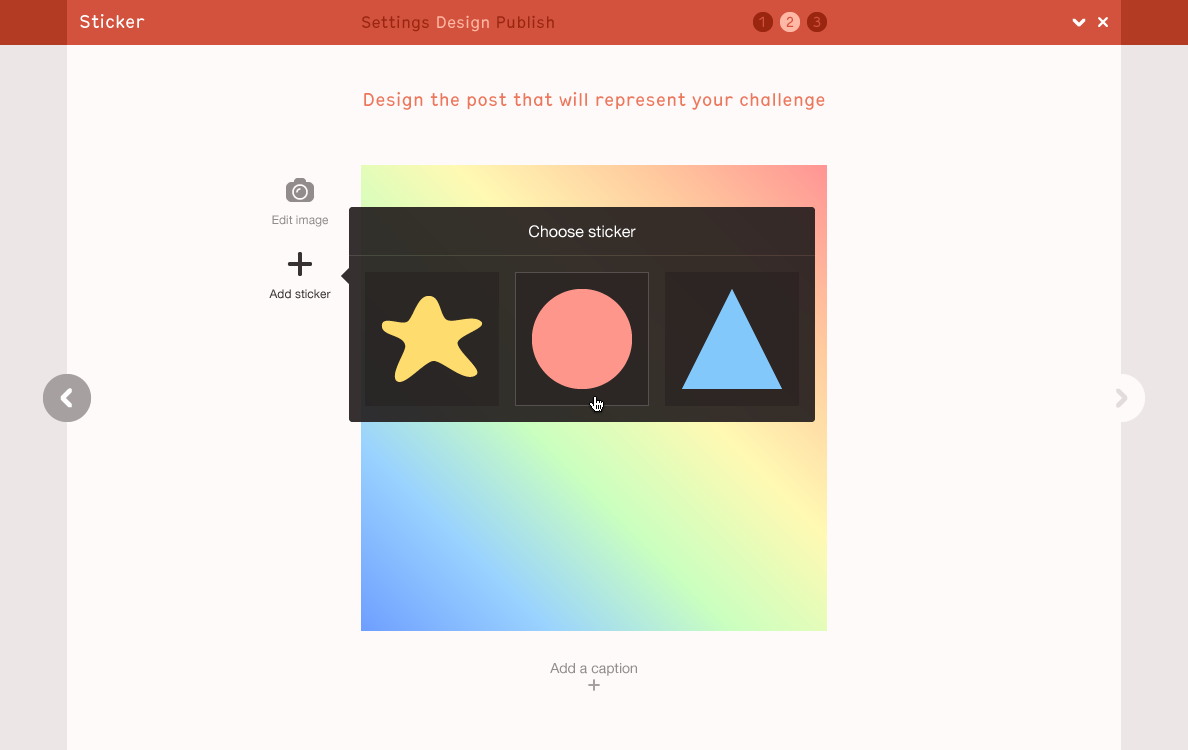 Sticker
Settings Design Publish
1 2 3
Design the post that will represent your challenge
Edit image
Add sticker
Choose sticker
Add a caption